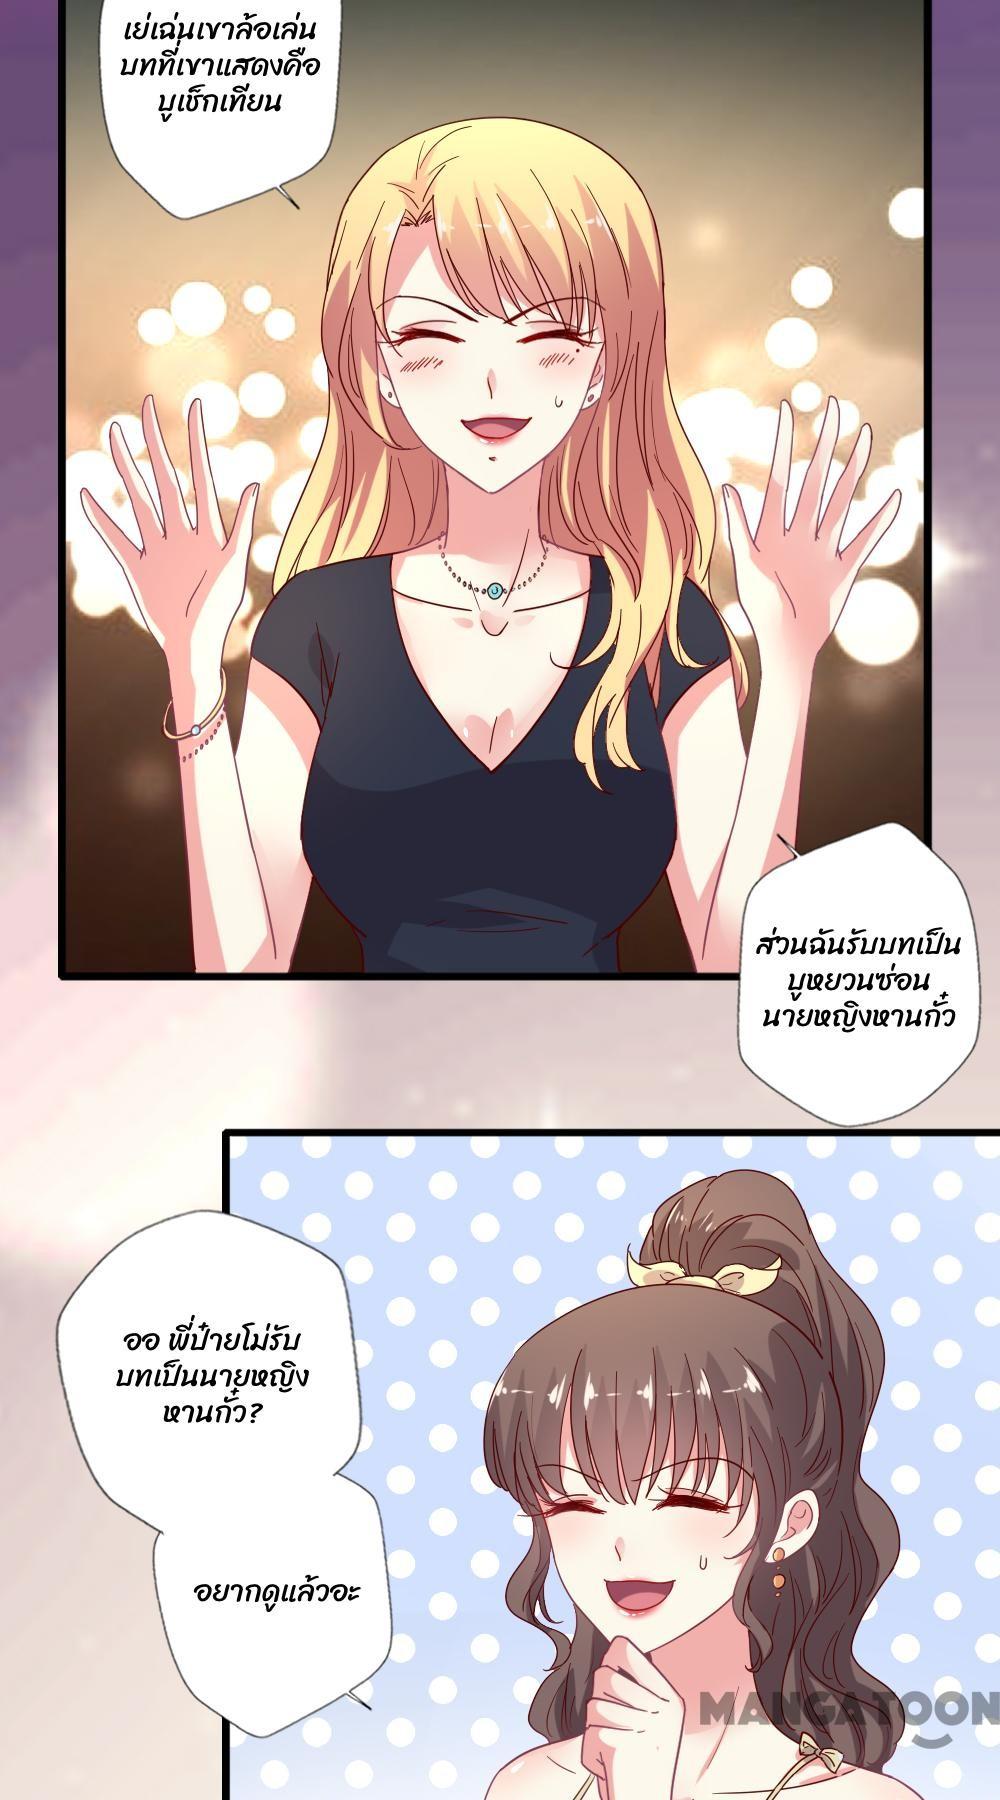 เย่เฉ่นเขาล้อเล่น
บทที่เขาแสดงคือ
บูเช็กเทียน
ส่วนฉันรับบทเป็น
บูหยวนซ่อน
นายหญิงหานกั๋ว
ออ พี่ป๋ายโม่รับ
บทเป็นนายหญิง
หานกั๋ว?
อยากดูแล้วอะ
MANGATOON